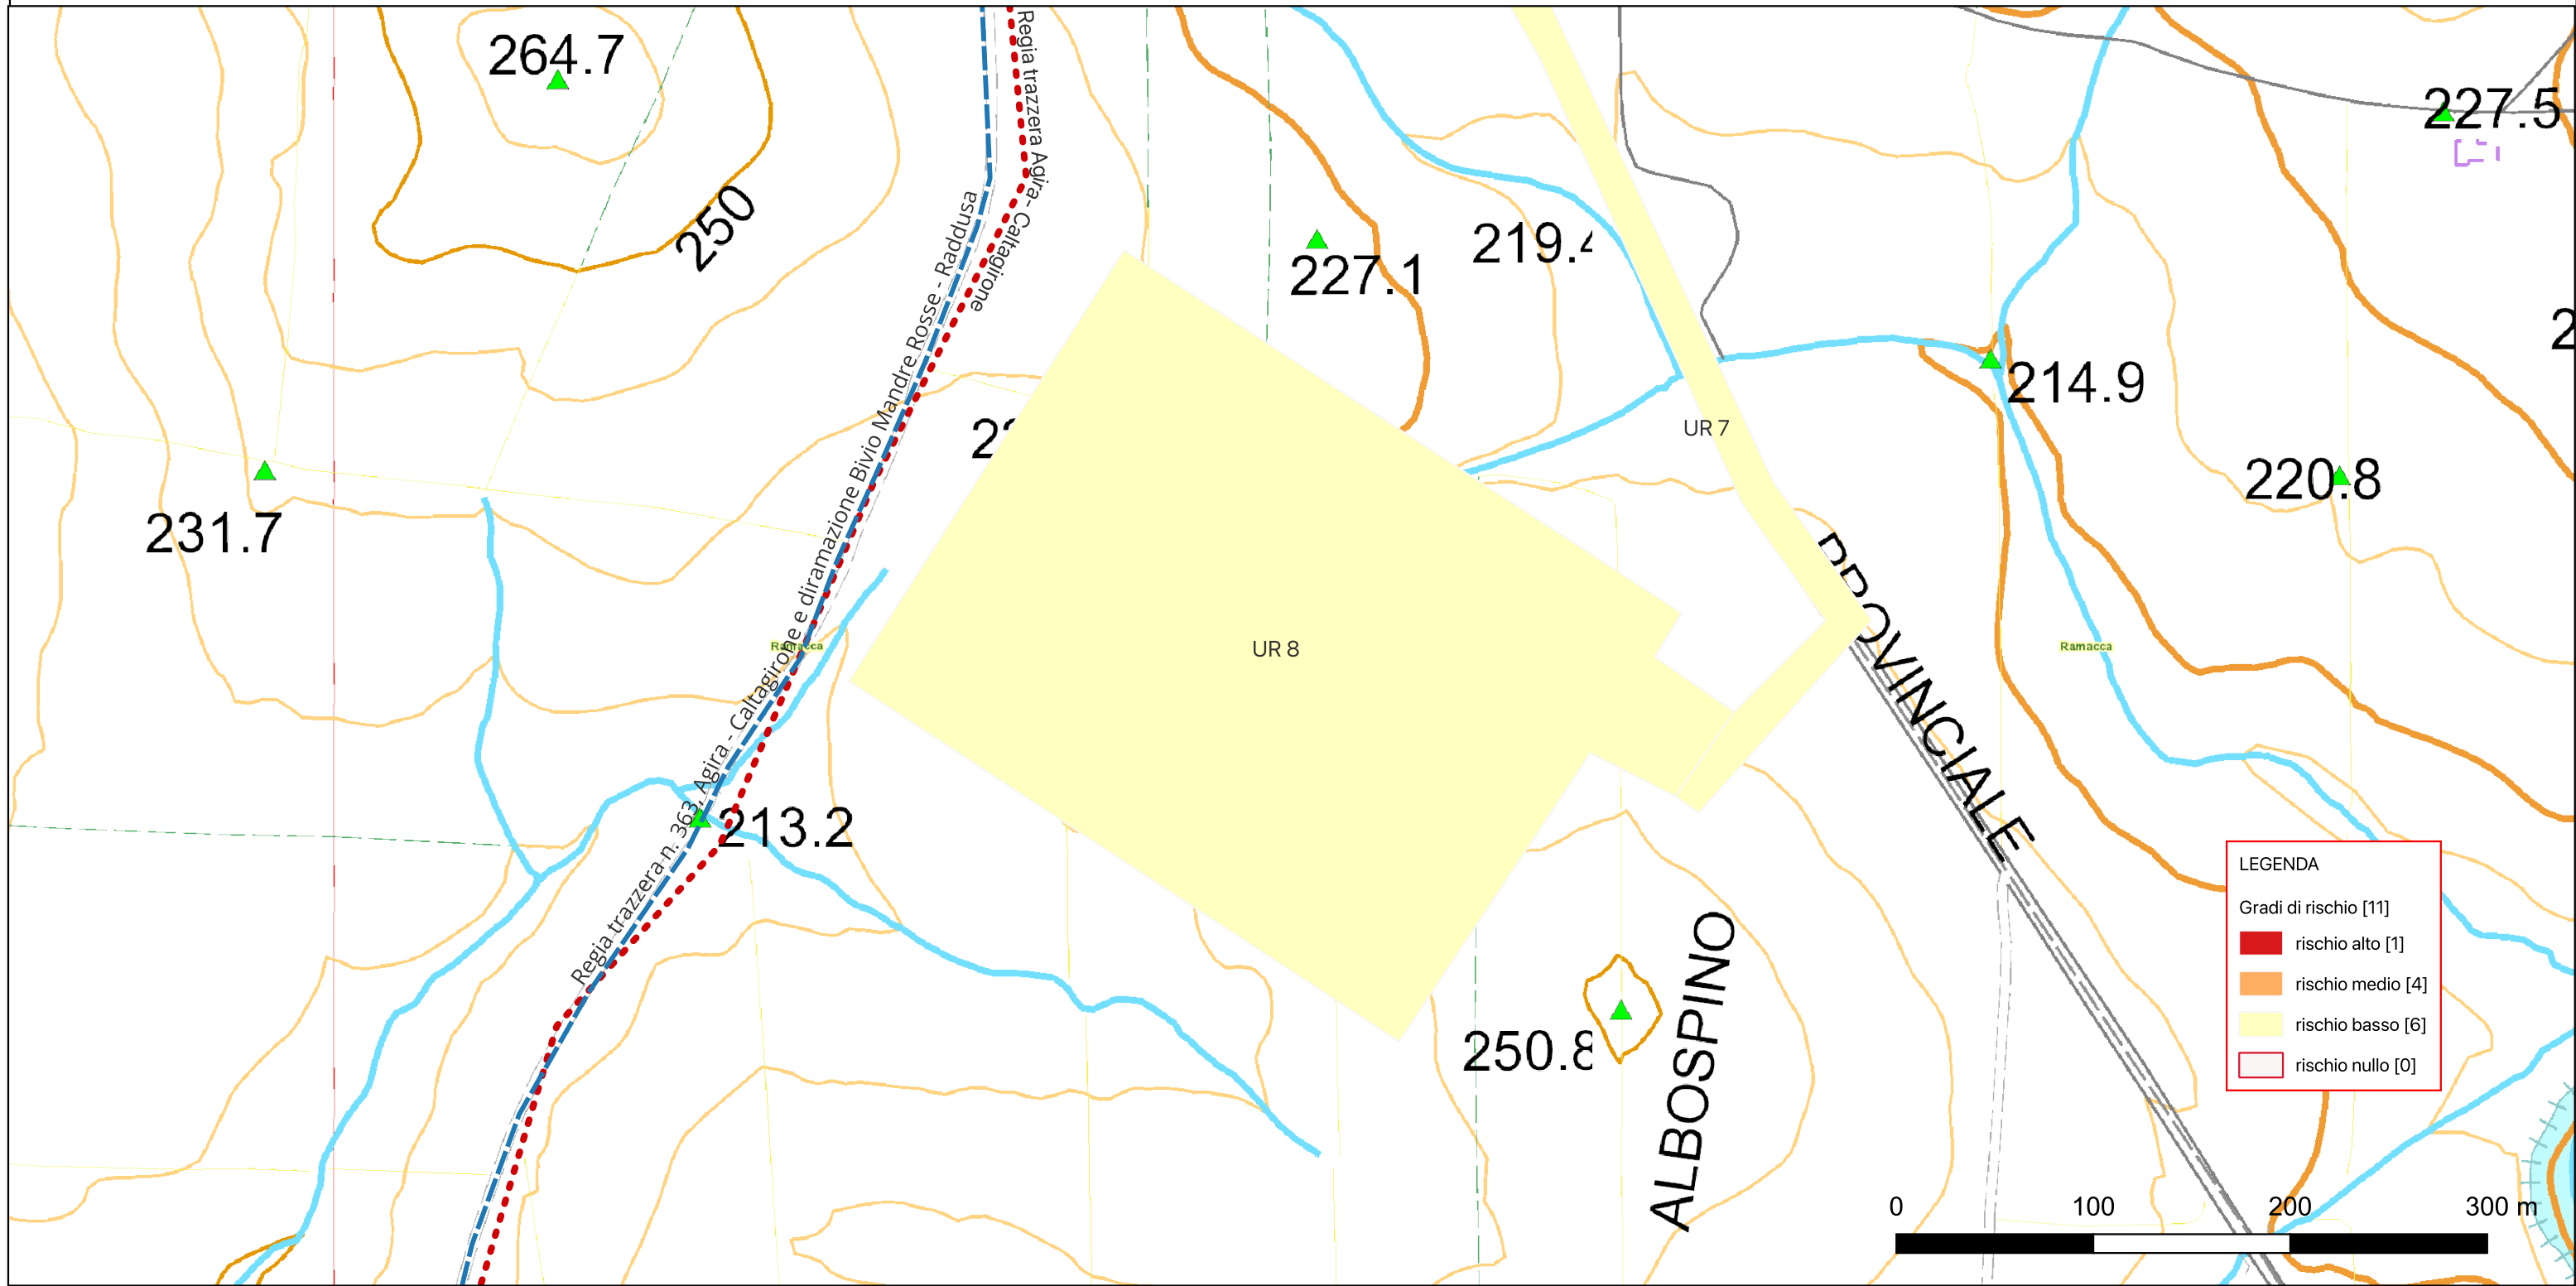 264.7
250
Regia trazzera Agira - Caltagirone
Regia trazzera n. 363, Agira - Caltagirone e diramazione Bivio Mandre Rosse - Raddusa
227.1
219.4
227.5
214.9
220.8
231.7
UR 7
UR 8
Ramacca
Ramacca
213.2
PROVINCIALE
250.8
ALBOSPINO
LEGENDA
Gradi di rischio [11]
rischio alto [1]
rischio medio [4]
rischio basso [6]
rischio nullo [0]
0 100 200 300 m